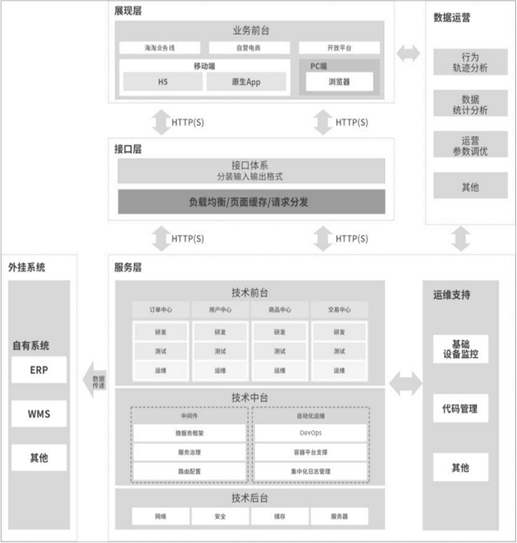 展现层
业务前台
海淘业务线 自营电商 开放平台
移动端
H5 原生App
PC端
浏览器
数据运营
行为
轨迹分析
数据
统计分析
运营
参数调优
其他
HTTP(S) HTTP(S)
接口层
接口体系
分装输入输出格式
负载均衡/页面缓存/请求分发
HTTP(S) HTTP(S)
外挂系统
自有系统
ERP
WMS
其他
数据
传递
服务层
技术前台
订单中心 用户中心 商品中心 交易中心
研发 研发 研发 研发
测试 测试 测试 测试
运维 运维 运维 运维
技术中台
中间件
微服务框架
服务治理
路由配置
自动化运维
DevOps
容器平台支撑
集中化日志管理
技术后台
网络 安全 储存 服务器
运维支持
基础
设备监控
代码管理
其他